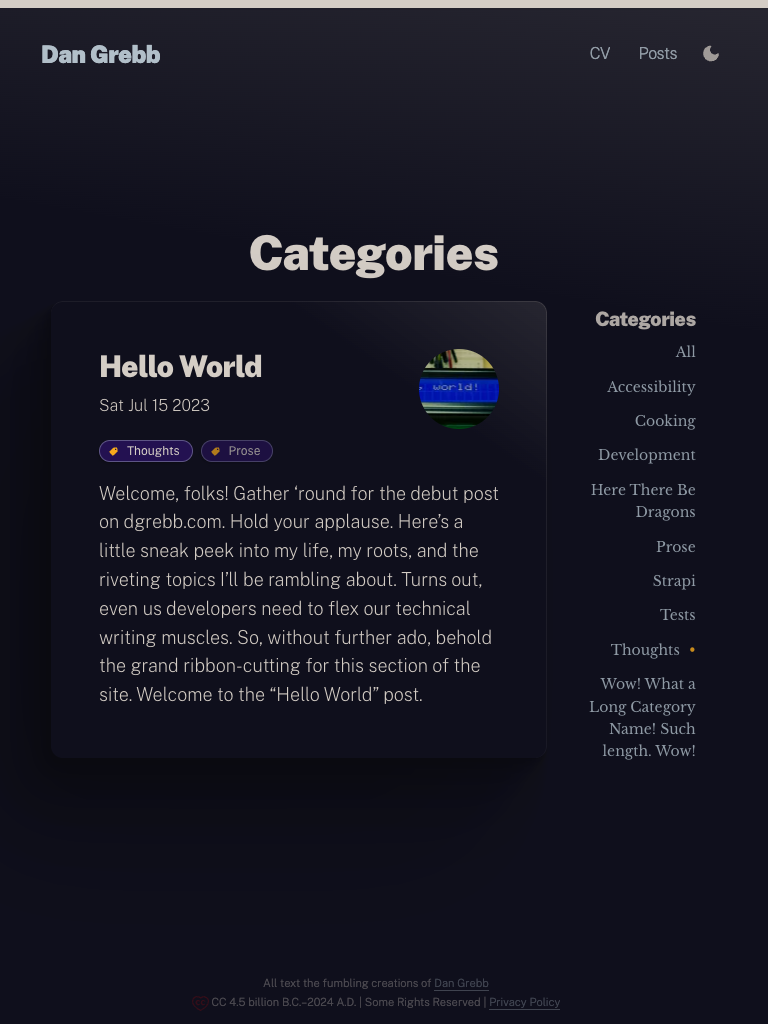 Dan Grebb
CV
Posts
Categories
Hello World
Sat Jul 15 2023
world!
Thoughts
Prose
Welcome, folks! Gather ‘round for the debut post
on dgrebb.com. Hold your applause. Here’s a
little sneak peek into my life, my roots, and the
riveting topics I’ll be rambling about. Turns out,
even us developers need to flex our technical
writing muscles. So, without further ado, behold
the grand ribbon-cutting for this section of the
site. Welcome to the “Hello World” post.
Categories
All
Accessibility
Cooking
Development
Here There Be
Dragons
Prose
Strapi
Tests
Thoughts •
Wow! What a
Long Category
Name! Such
length. Wow!
All text the fumbling creations of Dan Grebb
CC 4.5 billion B.C.–2024 A.D. | Some Rights Reserved | Privacy Policy